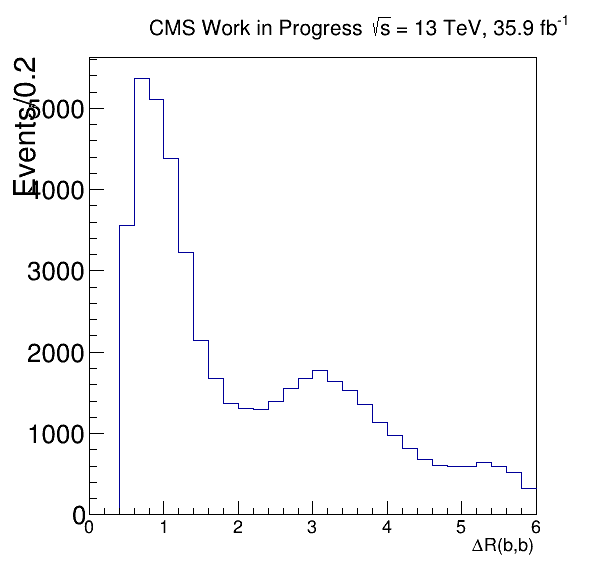 CMS Work in Progress √s = 13 TeV, 35.9 fb⁻¹
Events/0.2
5000
4000
3000
2000
1000
0
0 1 2 3 4 5 6
ΔR(b,b)